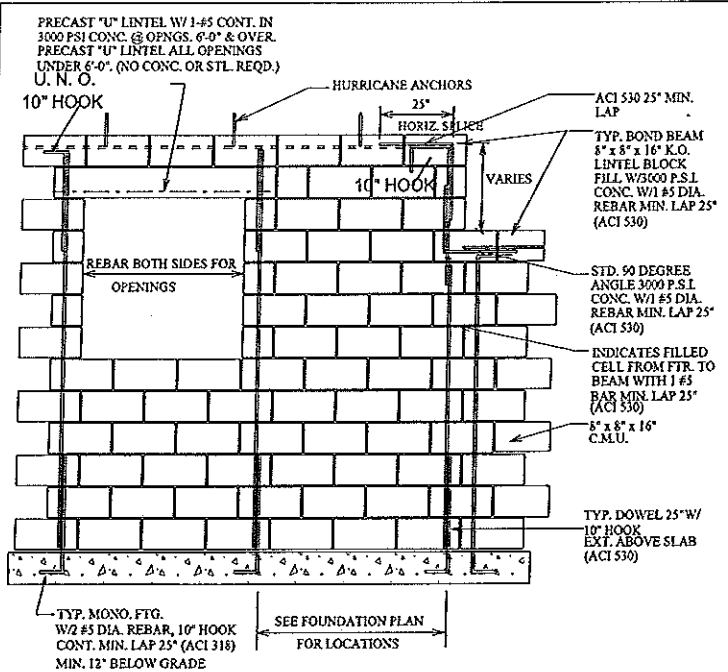 PRECAST "U" LINTEL W/ 1-#5 CONT. IN
3000 PSI CONC. @ OPNGS. 6'-0" & OVER.
PRECAST "U" LINTEL ALL OPENINGS
UNDER 6'-0". (NO CONC. OR STL. REQD.)
U. N. O.
10" HOOK
HURRICANE ANCHORS
25"
HORIZ. SPLICE
10" HOOK
VARIES
ACI 530 25" MIN.
LAP
TYP. BOND BEAM
8" x 8" x 16" K.O.
LINTEL BLOCK
FILL W/3000 P.S.I.
CONC. W/1 #5 DIA.
REBAR MIN. LAP 25"
(ACI 530)
REBAR BOTH SIDES FOR
OPENINGS
STD. 90 DEGREE
ANGLE 3000 P.S.I.
CONC. W/1 #5 DIA.
REBAR MIN. LAP 25"
(ACI 530)
INDICATES FILLED
CELL FROM FTR. TO
BEAM WITH 1 #5
BAR MIN. LAP 25"
(ACI 530)
8" x 8" x 16"
C.M.U.
TYP. DOWEL 25" W/
10" HOOK
EXT. ABOVE SLAB
(ACI 530)
TYP. MONO. FTG.
W/2 #5 DIA. REBAR, 10" HOOK
CONT. MIN. LAP 25" (ACI 318)
MIN. 12" BELOW GRADE
SEE FOUNDATION PLAN
FOR LOCATIONS